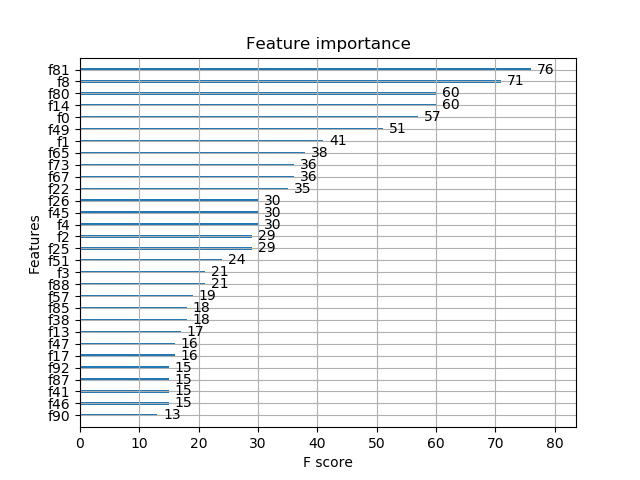 Feature importance
f81 76
f8 71
f80 60
f14 60
f0 57
f49 51
f1 41
f65 38
f73 36
f67 36
f22 35
f26 30
f45 30
f4 30
f2 29
f25 29
f51 24
f3 21
f88 21
f57 19
f85 18
f38 18
f13 17
f47 16
f17 16
f92 15
f87 15
f41 15
f46 15
f90 13
Features
0 10 20 30 40 50 60 70 80
F score